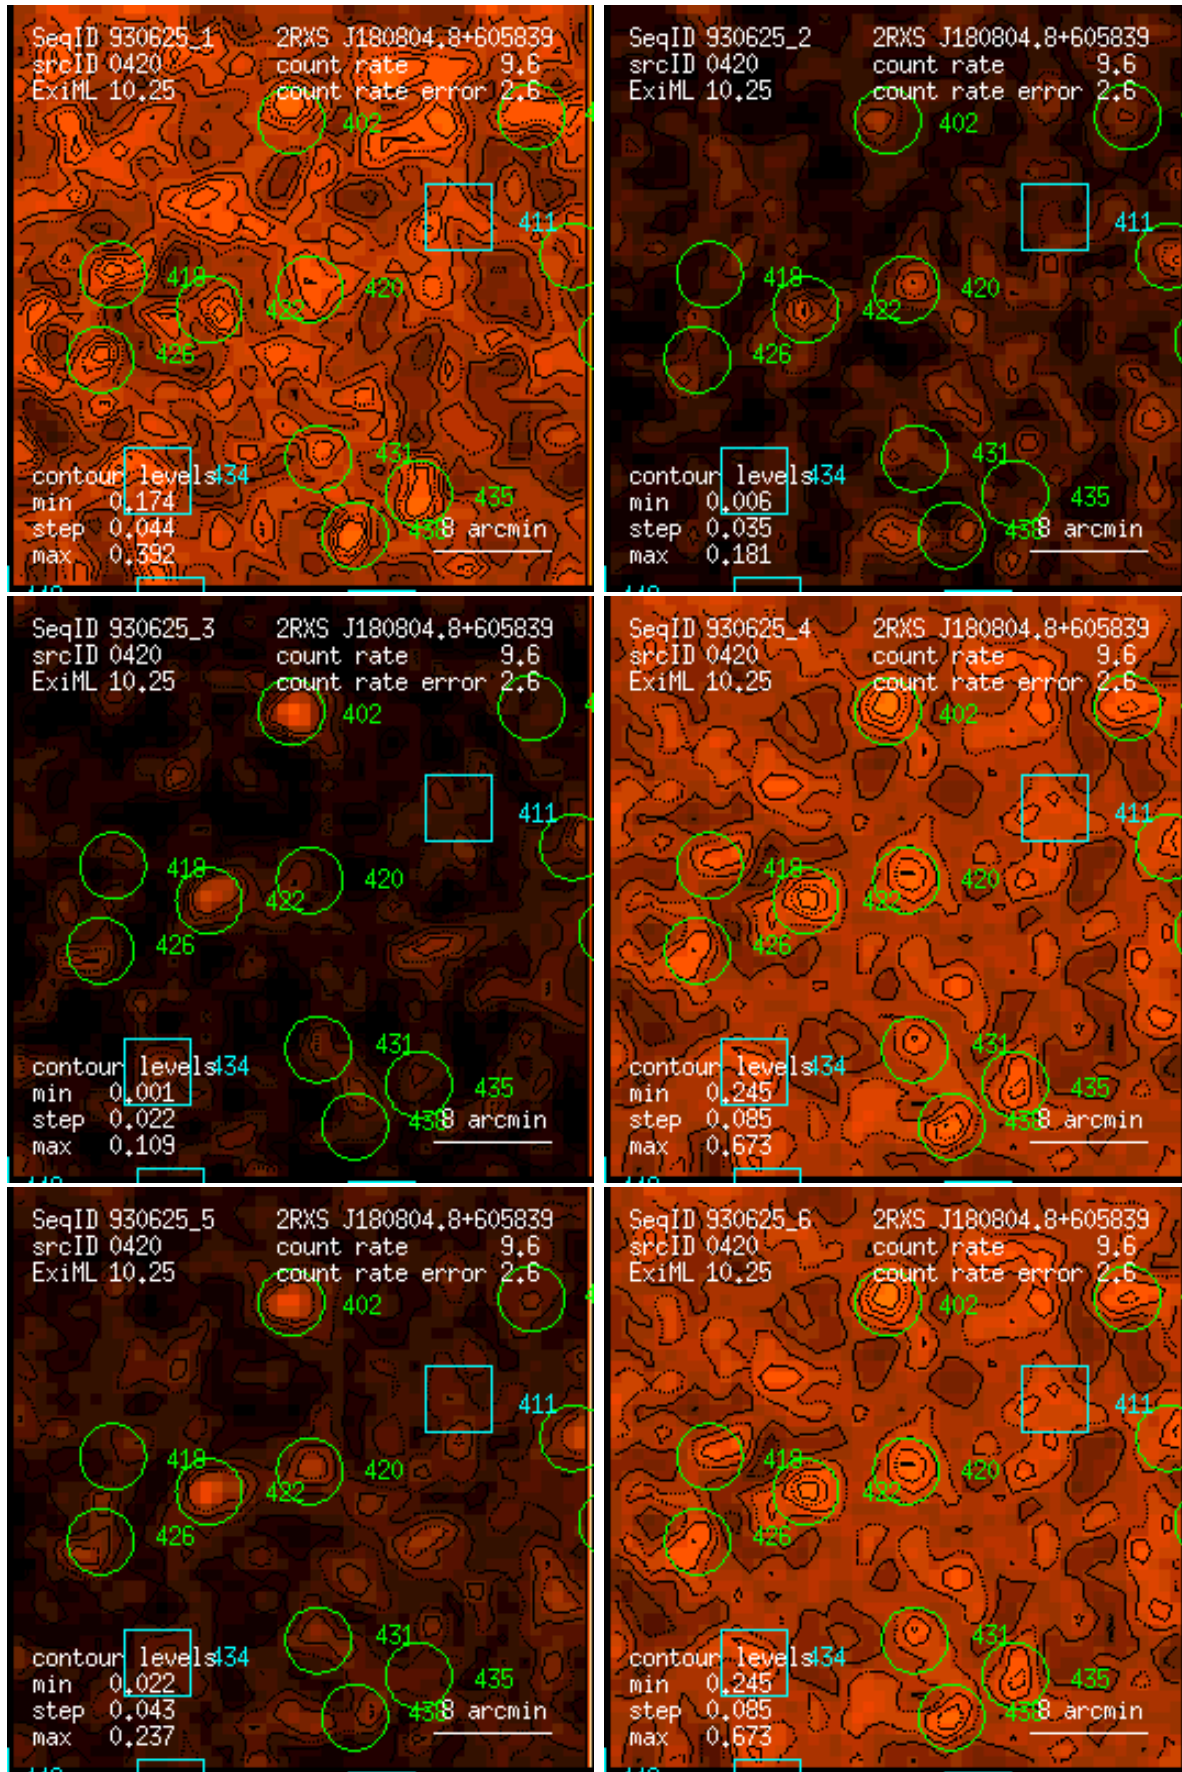 SeqID 930625_1 2RXS J180804.8+605839
srcID 0420 count rate 9.6
ExiML 10.25 count rate error 2.6
402
411
418
420
422
426
431
contour levels 434
min 0.174
435
step 0.044
438 8 arcmin
max 0.392
SeqID 930625_2 2RXS J180804.8+605839
srcID 0420 count rate 9.6
ExiML 10.25 count rate error 2.6
402
411
418
420
422
426
431
contour levels 434
min 0.006
435
step 0.035
438 8 arcmin
max 0.181
SeqID 930625_3 2RXS J180804.8+605839
srcID 0420 count rate 9.6
ExiML 10.25 count rate error 2.6
402
411
418
420
422
426
431
contour levels 434
min 0.001
435
step 0.022
438 8 arcmin
max 0.109
SeqID 930625_4 2RXS J180804.8+605839
srcID 0420 count rate 9.6
ExiML 10.25 count rate error 2.6
402
411
418
420
422
426
431
contour levels 434
min 0.245
435
step 0.085
438 8 arcmin
max 0.673
SeqID 930625_5 2RXS J180804.8+605839
srcID 0420 count rate 9.6
ExiML 10.25 count rate error 2.6
402
411
418
420
422
426
431
contour levels 434
min 0.022
435
step 0.043
438 8 arcmin
max 0.237
SeqID 930625_6 2RXS J180804.8+605839
srcID 0420 count rate 9.6
ExiML 10.25 count rate error 2.6
402
411
418
420
422
426
431
contour levels 434
min 0.245
435
step 0.085
438 8 arcmin
max 0.673